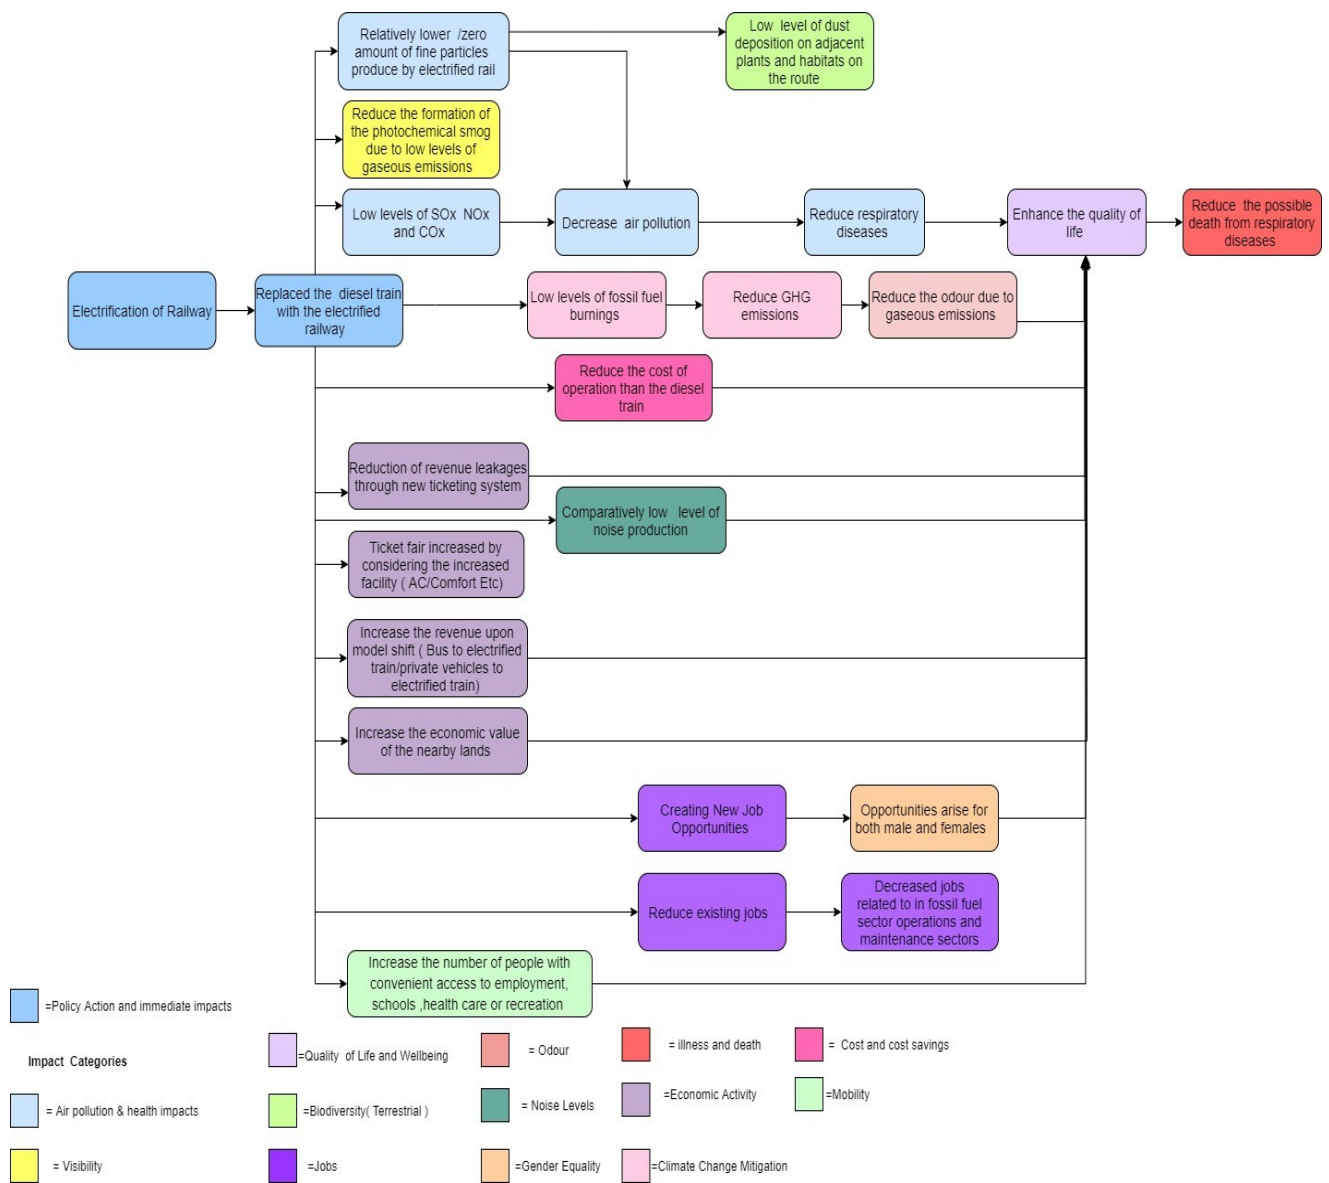 Relatively lower /zero
amount of fine particles
produce by electrified rail
Low level of dust
deposition on adjacent
plants and habitats on
the route
Reduce the formation of
the photochemical smog
due to low levels of
gaseous emissions
Low levels of SOx NOx
and COx
Decrease air pollution
Reduce respiratory
diseases
Enhance the quality of
life
Reduce the possible
death from respiratory
diseases
Electrification of Railway
Replaced the diesel train
with the electrified
railway
Low levels of fossil fuel
burnings
Reduce GHG
emissions
Reduce the odour due to
gaseous emissions
Reduce the cost of
operation than the diesel
train
Reduction of revenue leakages
through new ticketing system
Comparatively low level of
noise production
Ticket fair increased by
considering the increased
facility ( AC/Comfort Etc)
Increase the revenue upon
model shift ( Bus to electrified
train/private vehicles to
electrified train)
Increase the economic value
of the nearby lands
Creating New Job
Opportunities
Opportunities arise for
both male and females
Reduce existing jobs
Decreased jobs
related to in fossil fuel
sector operations and
maintenance sectors
Increase the number of people with
convenient access to employment,
schools ,health care or recreation
=Policy Action and immediate impacts
Impact Categories
=Quality of Life and Wellbeing
= Odour
= illness and death
= Cost and cost savings
= Air pollution & health impacts
=Biodiversity( Terrestrial )
= Noise Levels
=Economic Activity
=Mobility
= Visibility
=Jobs
=Gender Equality
=Climate Change Mitigation